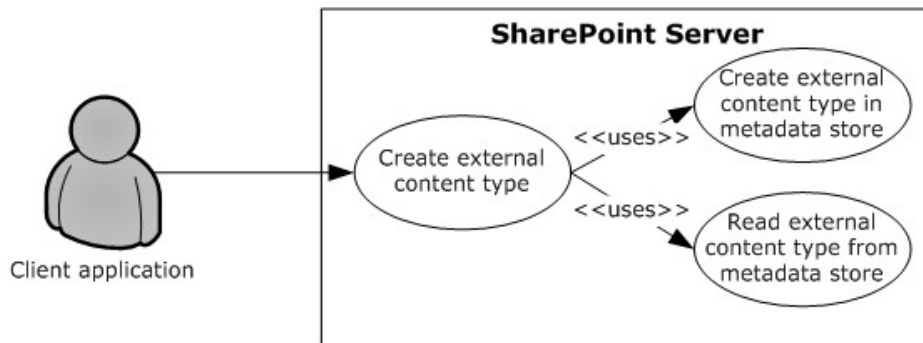 SharePoint Server
Create external
content type in
metadata store
<<uses>>
Create external
content type
<<uses>>
Read external
content type from
metadata store
Client application